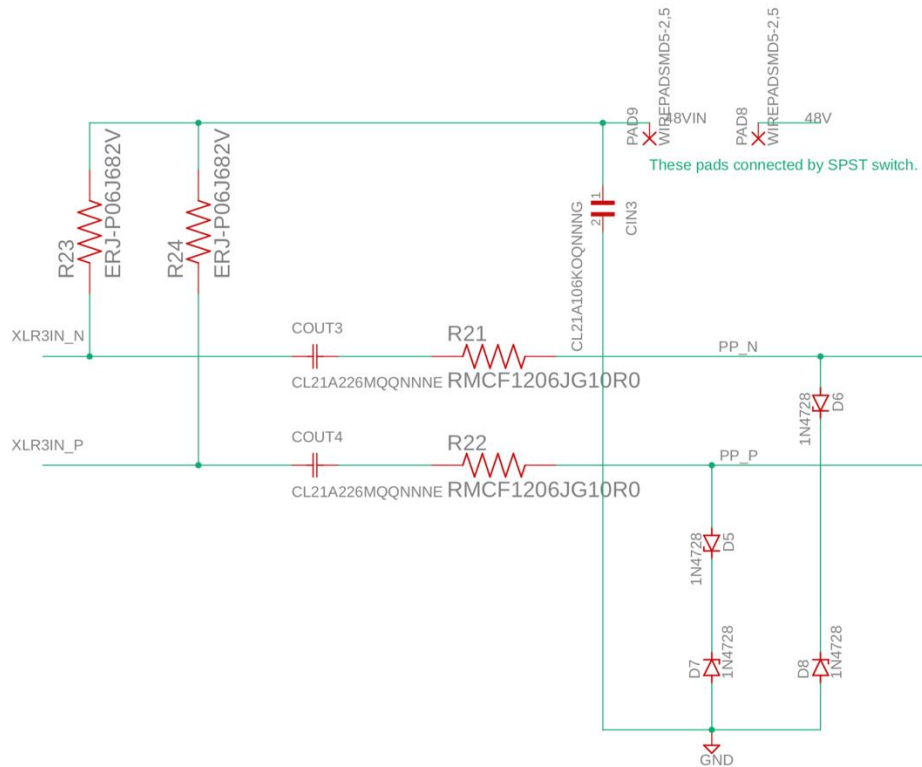 WIREPADSMD5-2,5
PAD9
48VIN
WIREPADSMD5-2,5
PAD8
48V
These pads connected by SPST switch.
R23
ERJ-P06J682V
R24
ERJ-P06J682V
1
2
CIN3
CL21A106KOQNNNG
XLR3IN_N
COUT3
CL21A226MQQNNNE
R21
RMCF1206JG10R0
PP_N
1N4728
D6
XLR3IN_P
COUT4
CL21A226MQQNNNE
R22
RMCF1206JG10R0
PP_P
1N4728
D5
D7
1N4728
D8
1N4728
GND